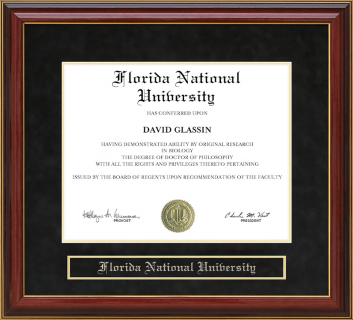 Florida National
University
HAS CONFERRED UPON
DAVID GLASSIN
HAVING DEMONSTRATED ABILITY BY ORIGINAL RESEARCH
IN BIOLOGY
THE DEGREE OF DOCTOR OF PHILOSOPHY
WITH ALL THE RIGHTS AND PRIVILEGES THERETO PERTAINING
ISSUED BY THE BOARD OF REGENTS UPON RECOMMENDATION OF THE FACULTY
PROVOST
PRESIDENT
Florida National University